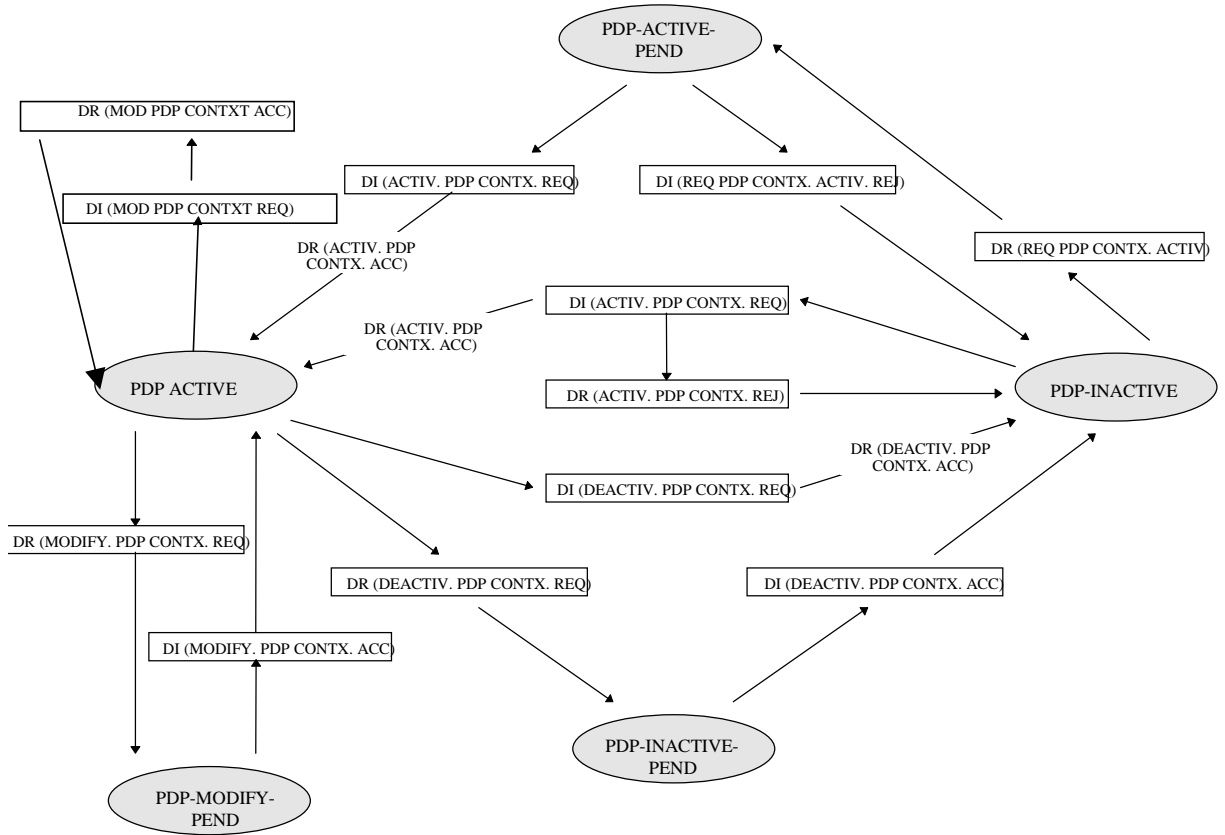 PDP-ACTIVE-
PEND
DR (MOD PDP CONTXT ACC)
DI (ACTIV. PDP CONTX. REQ)
DI (REQ PDP CONTX. ACTIV. REJ)
DI (MOD PDP CONTXT REQ)
DR (ACTIV. PDP
CONTX. ACC)
DR (REQ PDP CONTX. ACTIV)
DI (ACTIV. PDP CONTX. REQ)
DR (ACTIV. PDP
CONTX. ACC)
PDP ACTIVE
DR (ACTIV. PDP CONTX. REJ)
PDP-INACTIVE
DR (DEACTIV. PDP
CONTX. ACC)
DI (DEACTIV. PDP CONTX. REQ)
DR (MODIFY. PDP CONTX. REQ)
DR (DEACTIV. PDP CONTX. REQ)
DI (DEACTIV. PDP CONTX. ACC)
DI (MODIFY. PDP CONTX. ACC)
PDP-INACTIVE-
PEND
PDP-MODIFY-
PEND